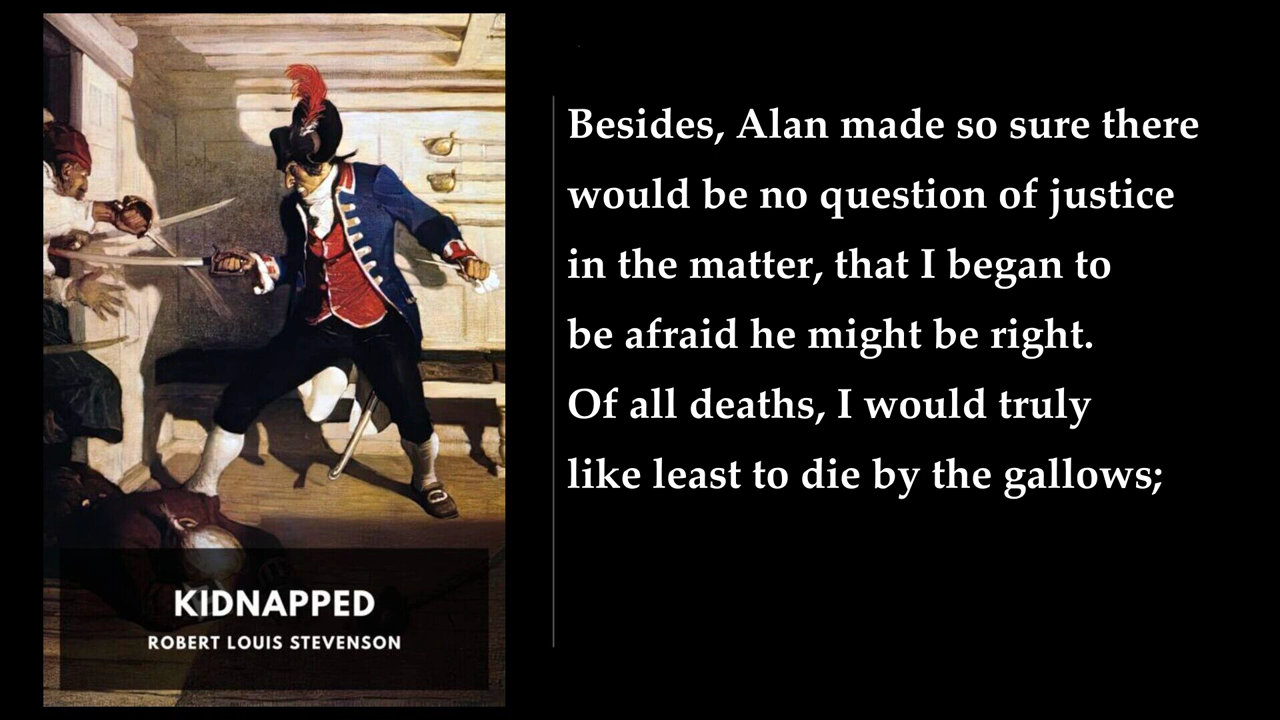 KIDNAPPED
ROBERT LOUIS STEVENSON
Besides, Alan made so sure there
would be no question of justice
in the matter, that I began to
be afraid he might be right.
Of all deaths, I would truly
like least to die by the gallows;